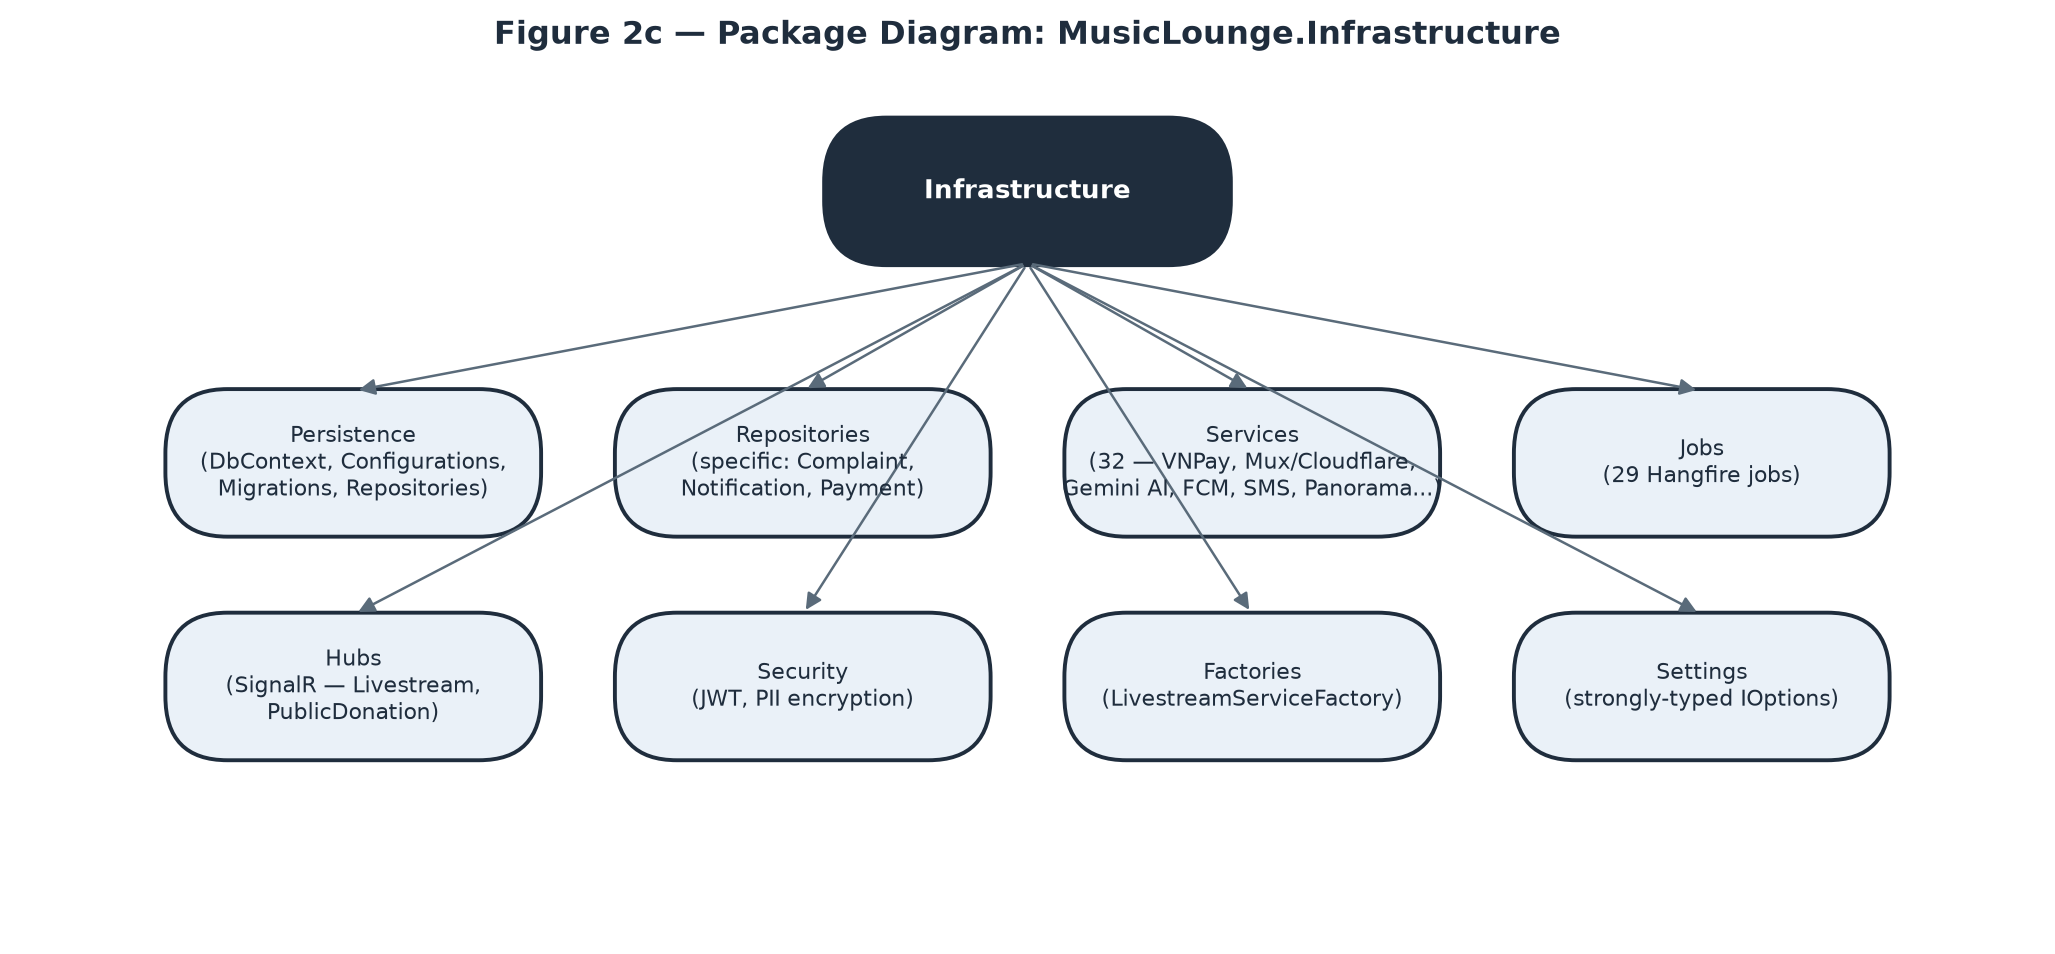 Figure 2c — Package Diagram: MusicLounge.Infrastructure
Infrastructure
Persistence
(DbContext, Configurations,
Migrations, Repositories)
Repositories
(specific: Complaint,
Notification, Payment)
Services
(32 — VNPay, Mux/Cloudflare,
Gemini AI, FCM, SMS, Panorama...)
Jobs
(29 Hangfire jobs)
Hubs
(SignalR — Livestream,
PublicDonation)
Security
(JWT, PII encryption)
Factories
(LivestreamServiceFactory)
Settings
(strongly-typed IOptions)